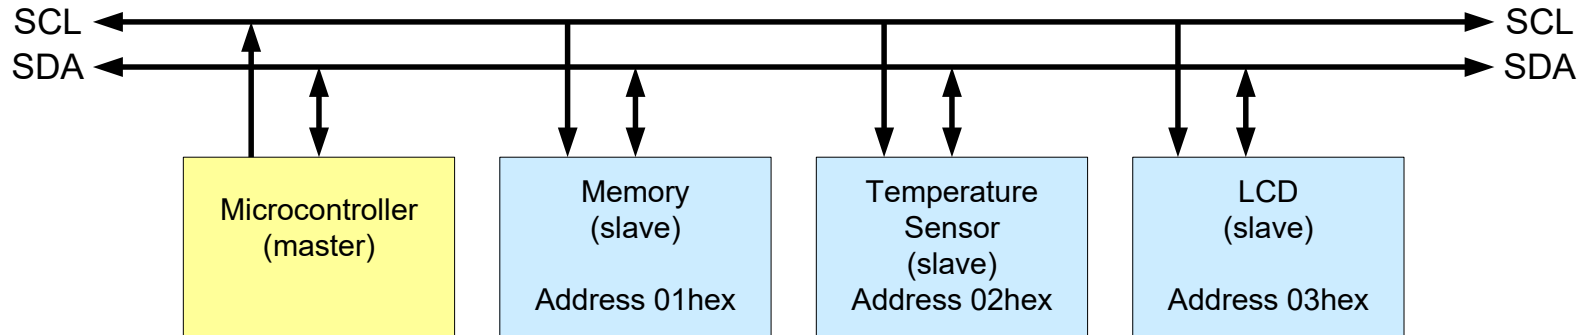 SCL
SCL
SDA
SDA
Microcontroller
(master)
Memory
(slave)
Address 01hex
Temperature
Sensor
(slave)
Address 02hex
LCD
(slave)
Address 03hex